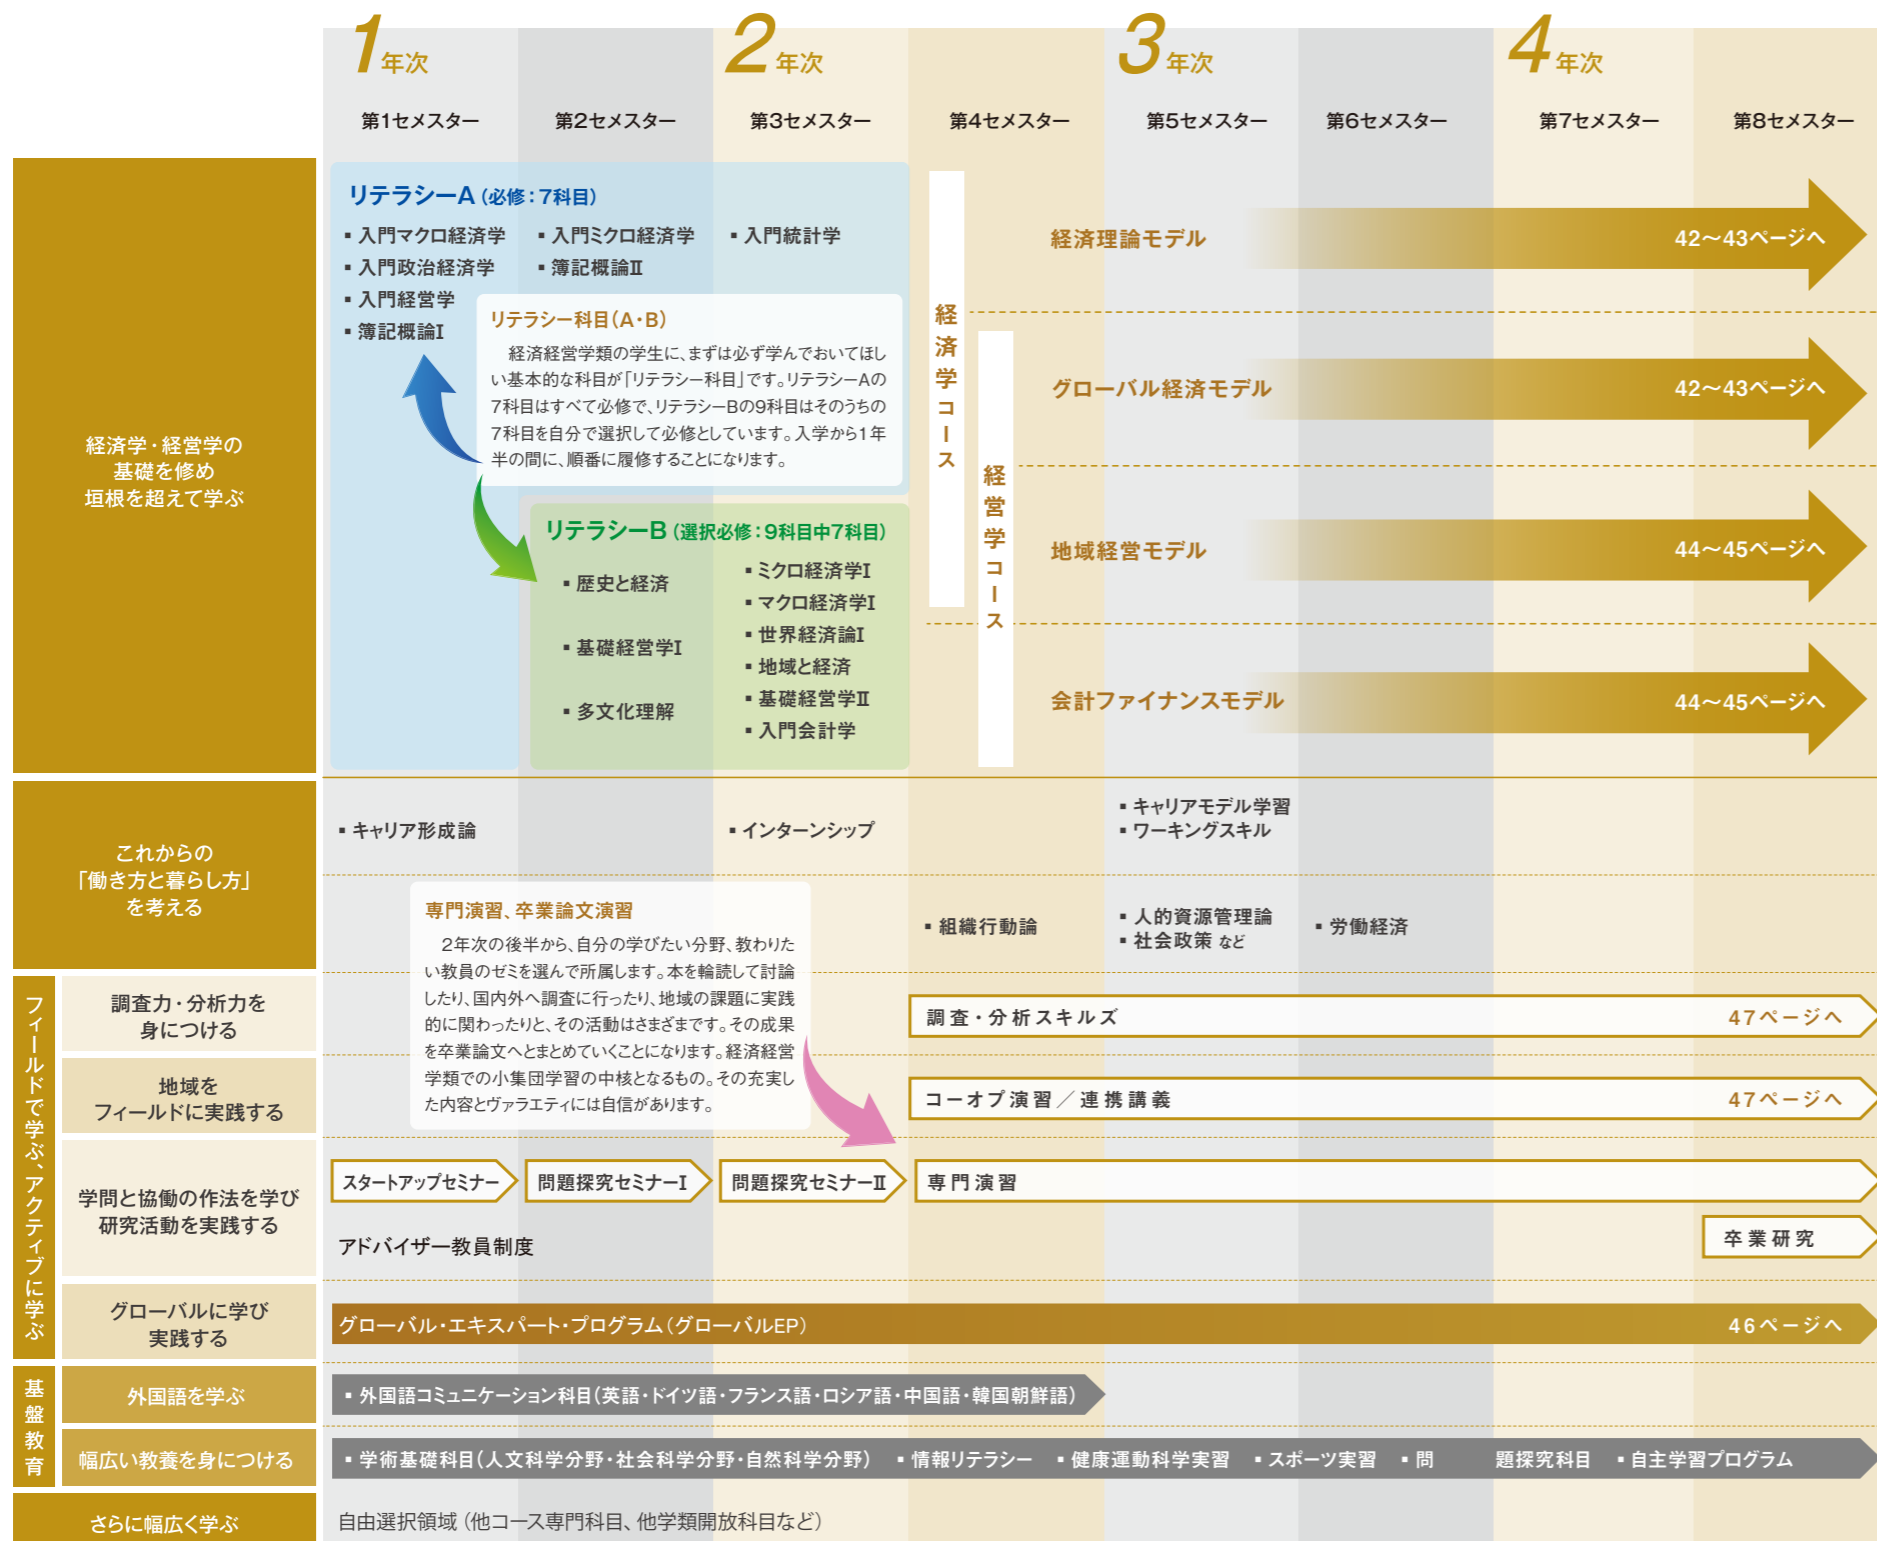 1年次
2年次
3年次
4年次
第1セメスター
第2セメスター
第3セメスター
第4セメスター
第5セメスター
第6セメスター
第7セメスター
第8セメスター
経済学・経営学の
基礎を修め
垣根を超えて学ぶ
リテラシーA（必修：7科目）
▪ 入門マクロ経済学
▪ 入門政治経済学
▪ 入門経営学
▪ 簿記概論Ⅰ
▪ 入門ミクロ経済学
▪ 簿記概論Ⅱ
▪ 入門統計学
リテラシー科目（A・B）
経済経営学類の学生に、まずは必ず学んでおいてほし
い基本的な科目が「リテラシー科目」です。リテラシーAの
7科目はすべて必修で、リテラシーBの9科目はそのうちの
7科目を自分で選択して必修としています。入学から1年
半の間に、順番に履修することになります。
リテラシーB（選択必修：9科目中7科目）
▪ 歴史と経済
▪ 基礎経営学Ⅰ
▪ 多文化理解
▪ ミクロ経済学Ⅰ
▪ マクロ経済学Ⅰ
▪ 世界経済論Ⅰ
▪ 地域と経済
▪ 基礎経営学Ⅱ
▪ 入門会計学
経済学コース
経営学コース
経済理論モデル
42〜43ページへ
グローバル経済モデル
42〜43ページへ
地域経営モデル
44〜45ページへ
会計ファイナンスモデル
44〜45ページへ
これからの
「働き方と暮らし方」
を考える
▪ キャリア形成論
▪ インターンシップ
▪ キャリアモデル学習
▪ ワーキングスキル
▪ 組織行動論
▪ 人的資源管理論
▪ 社会政策 など
▪ 労働経済
専門演習、卒業論文演習
2年次の後半から、自分の学びたい分野、教わりた
い教員のゼミを選んで所属します。本を輪読して討論
したり、国内外へ調査に行ったり、地域の課題に実践
的に関わったりと、その活動はさまざまです。その成果
を卒業論文へとまとめていくことになります。経済経営
学類での小集団学習の中核となるもの。その充実し
た内容とヴァラエティには自信があります。
フィールドで学ぶ、アクティブに学ぶ
調査力・分析力を
身につける
調査・分析スキルズ
47ページへ
地域を
フィールドに実践する
コーオプ演習／連携講義
47ページへ
学問と協働の作法を学び
研究活動を実践する
スタートアップセミナー
問題探究セミナーⅠ
問題探究セミナーⅡ
専門演習
アドバイザー教員制度
卒業研究
グローバルに学び
実践する
グローバル・エキスパート・プログラム（グローバルEP）
46ページへ
基盤教育
外国語を学ぶ
▪ 外国語コミュニケーション科目（英語・ドイツ語・フランス語・ロシア語・中国語・韓国朝鮮語）
幅広い教養を身につける
▪ 学術基礎科目（人文科学分野・社会科学分野・自然科学分野） ▪ 情報リテラシー ▪ 健康運動科学実習 ▪ スポーツ実習 ▪ 問　題探究科目 ▪ 自主学習プログラム
さらに幅広く学ぶ
自由選択領域（他コース専門科目、他学類開放科目など）